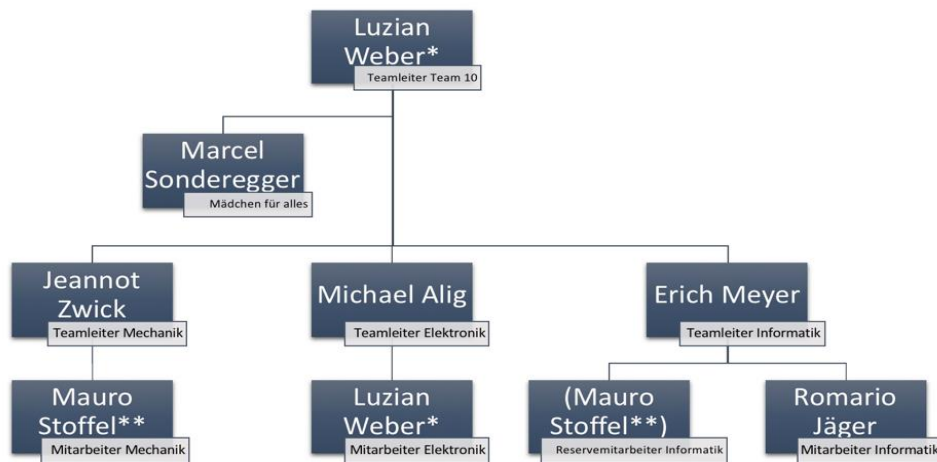 Luzian
Weber*
Teamleiter Team 10
Marcel
Sonderegger
Mädchen für alles
Jeannot
Zwick
Teamleiter Mechanik
Michael Alig
Teamleiter Elektronik
Erich Meyer
Teamleiter Informatik
Mauro
Stoffel**
Mitarbeiter Mechanik
Luzian
Weber*
Mitarbeiter Elektronik
(Mauro
Stoffel**)
Reservemitarbeiter Informatik
Romario
Jäger
Mitarbeiter Informatik